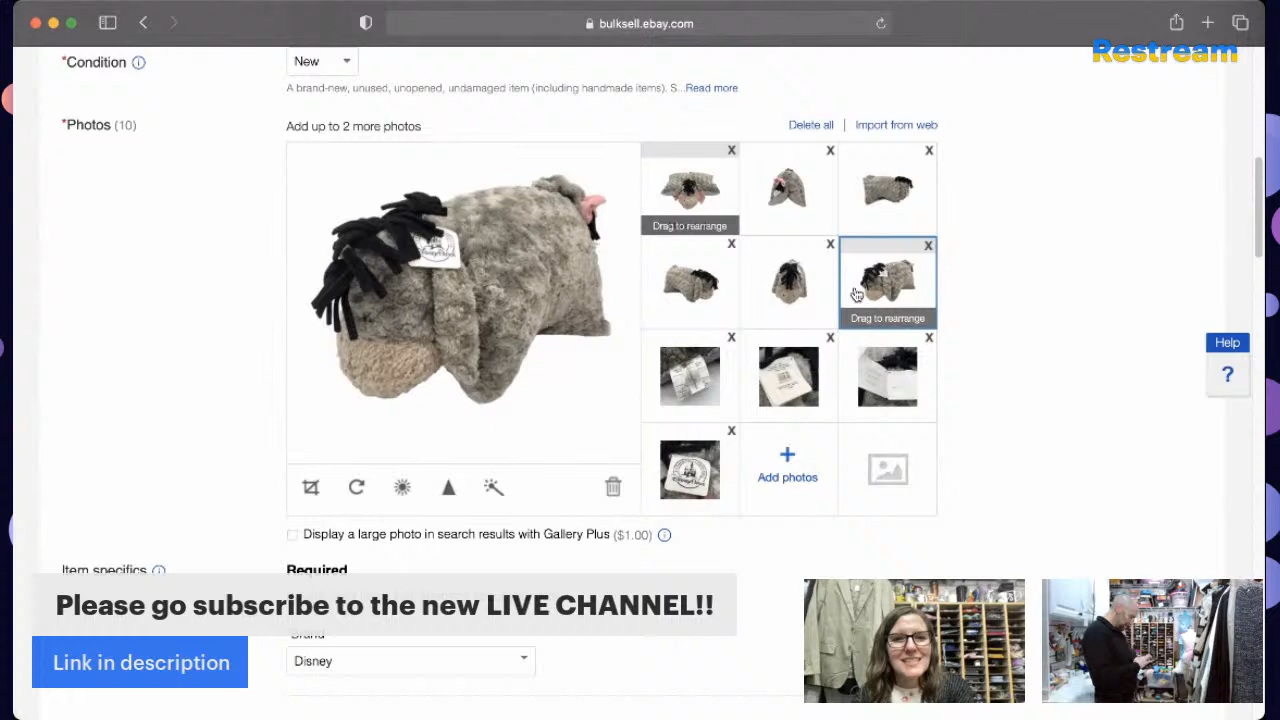 bulksell.ebay.com
Restream
*Condition
New
A brand-new, unused, unopened, undamaged item (including handmade items). S...Read more
*Photos (10)
Add up to 2 more photos
Delete all
Import from web
X
X
X
Drag to rearrange
X
X
X
Drag to rearrange
X
X
X
X
Add photos
Help
?
Display a large photo in search results with Gallery Plus ($1.00)
Item specifics
Required
Please go subscribe to the new LIVE CHANNEL!!
Brand
Link in description
Disney